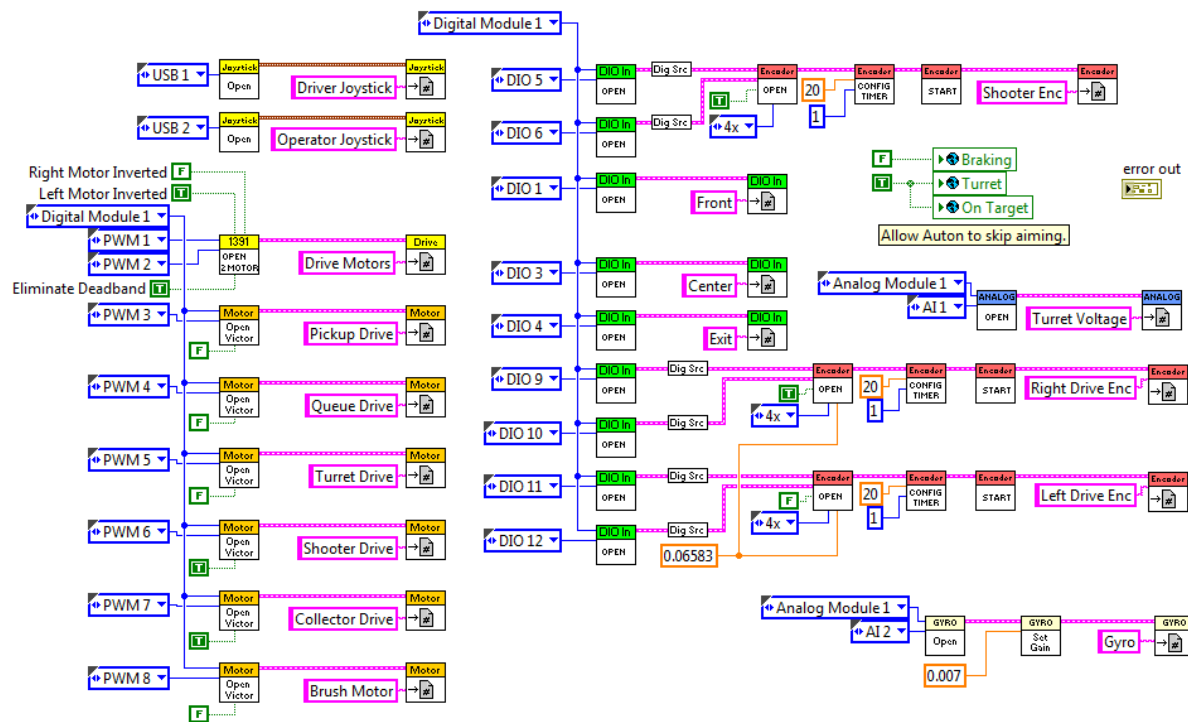 Digital Module 1
USB 1
Joystick
Open
Driver Joystick
Joystick
USB 2
Joystick
Open
Operator Joystick
Joystick
Right Motor Inverted
F
Left Motor Inverted
T
Digital Module 1
PWM 1
PWM 2
1391
OPEN
2 MOTOR
Drive Motors
Drive
Eliminate Deadband
T
PWM 3
Motor
Open
Victor
F
Pickup Drive
Motor
PWM 4
Motor
Open
Victor
F
Queue Drive
Motor
PWM 5
Motor
Open
Victor
F
Turret Drive
Motor
PWM 6
Motor
Open
Victor
T
Shooter Drive
Motor
PWM 7
Motor
Open
Victor
T
Collector Drive
Motor
PWM 8
Motor
Open
Victor
F
Brush Motor
Motor
DIO 5
DIO In
OPEN
Dig Src
DIO 6
DIO In
OPEN
Dig Src
T
4x
Encoder
OPEN
20
1
Encoder
CONFIG
TIMER
Encoder
START
Shooter Enc
Encoder
DIO 1
DIO In
OPEN
Front
DIO In
F
Braking
T
Turret
On Target
Allow Auton to skip aiming.
error out
DIO 3
DIO In
OPEN
Center
DIO In
DIO 4
DIO In
OPEN
Exit
DIO In
Analog Module 1
AI 1
ANALOG
OPEN
Turret Voltage
ANALOG
DIO 9
DIO In
OPEN
Dig Src
DIO 10
DIO In
OPEN
Dig Src
T
4x
Encoder
OPEN
20
1
Encoder
CONFIG
TIMER
Encoder
START
Right Drive Enc
Encoder
DIO 11
DIO In
OPEN
Dig Src
DIO 12
DIO In
OPEN
Dig Src
F
4x
0.06583
Encoder
OPEN
20
1
Encoder
CONFIG
TIMER
Encoder
START
Left Drive Enc
Encoder
Analog Module 1
AI 2
GYRO
Open
0.007
GYRO
Set
Gain
Gyro
GYRO